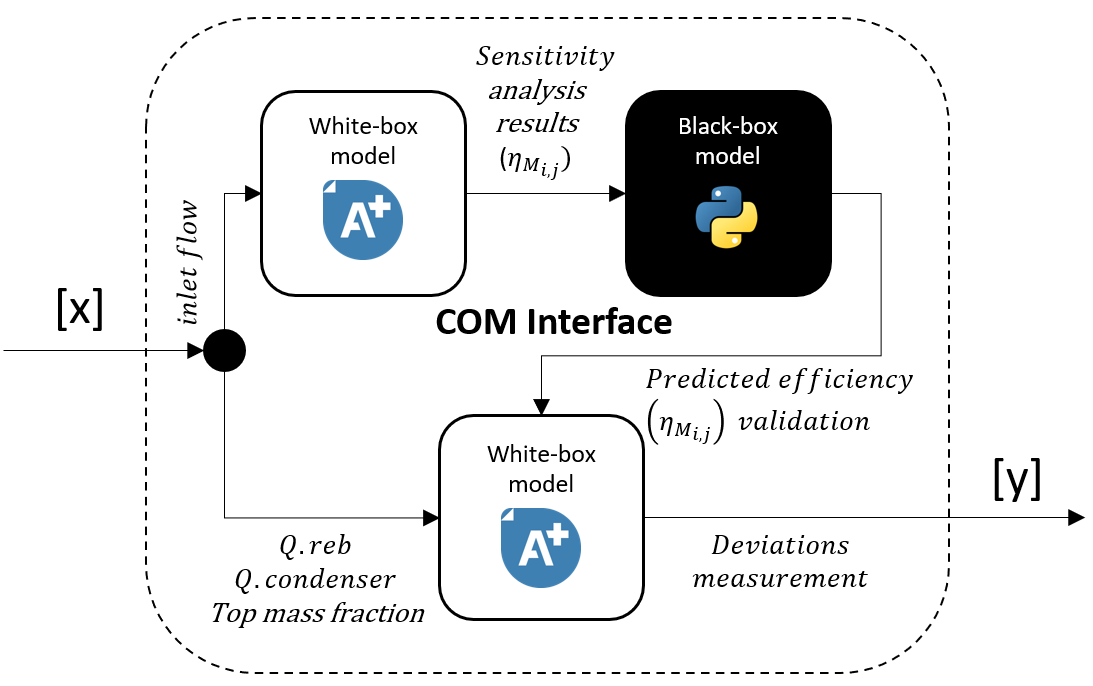 Sensitivity
analysis
results
(η_{M_{i,j}})
White-box
model
A+
Black-box
model
inlet flow
[x]
COM Interface
Predicted efficiency
(η_{M_{i,j}}) validation
White-box
model
A+
[y]
Q.reb
Q.condenser
Top mass fraction
Deviations
measurement